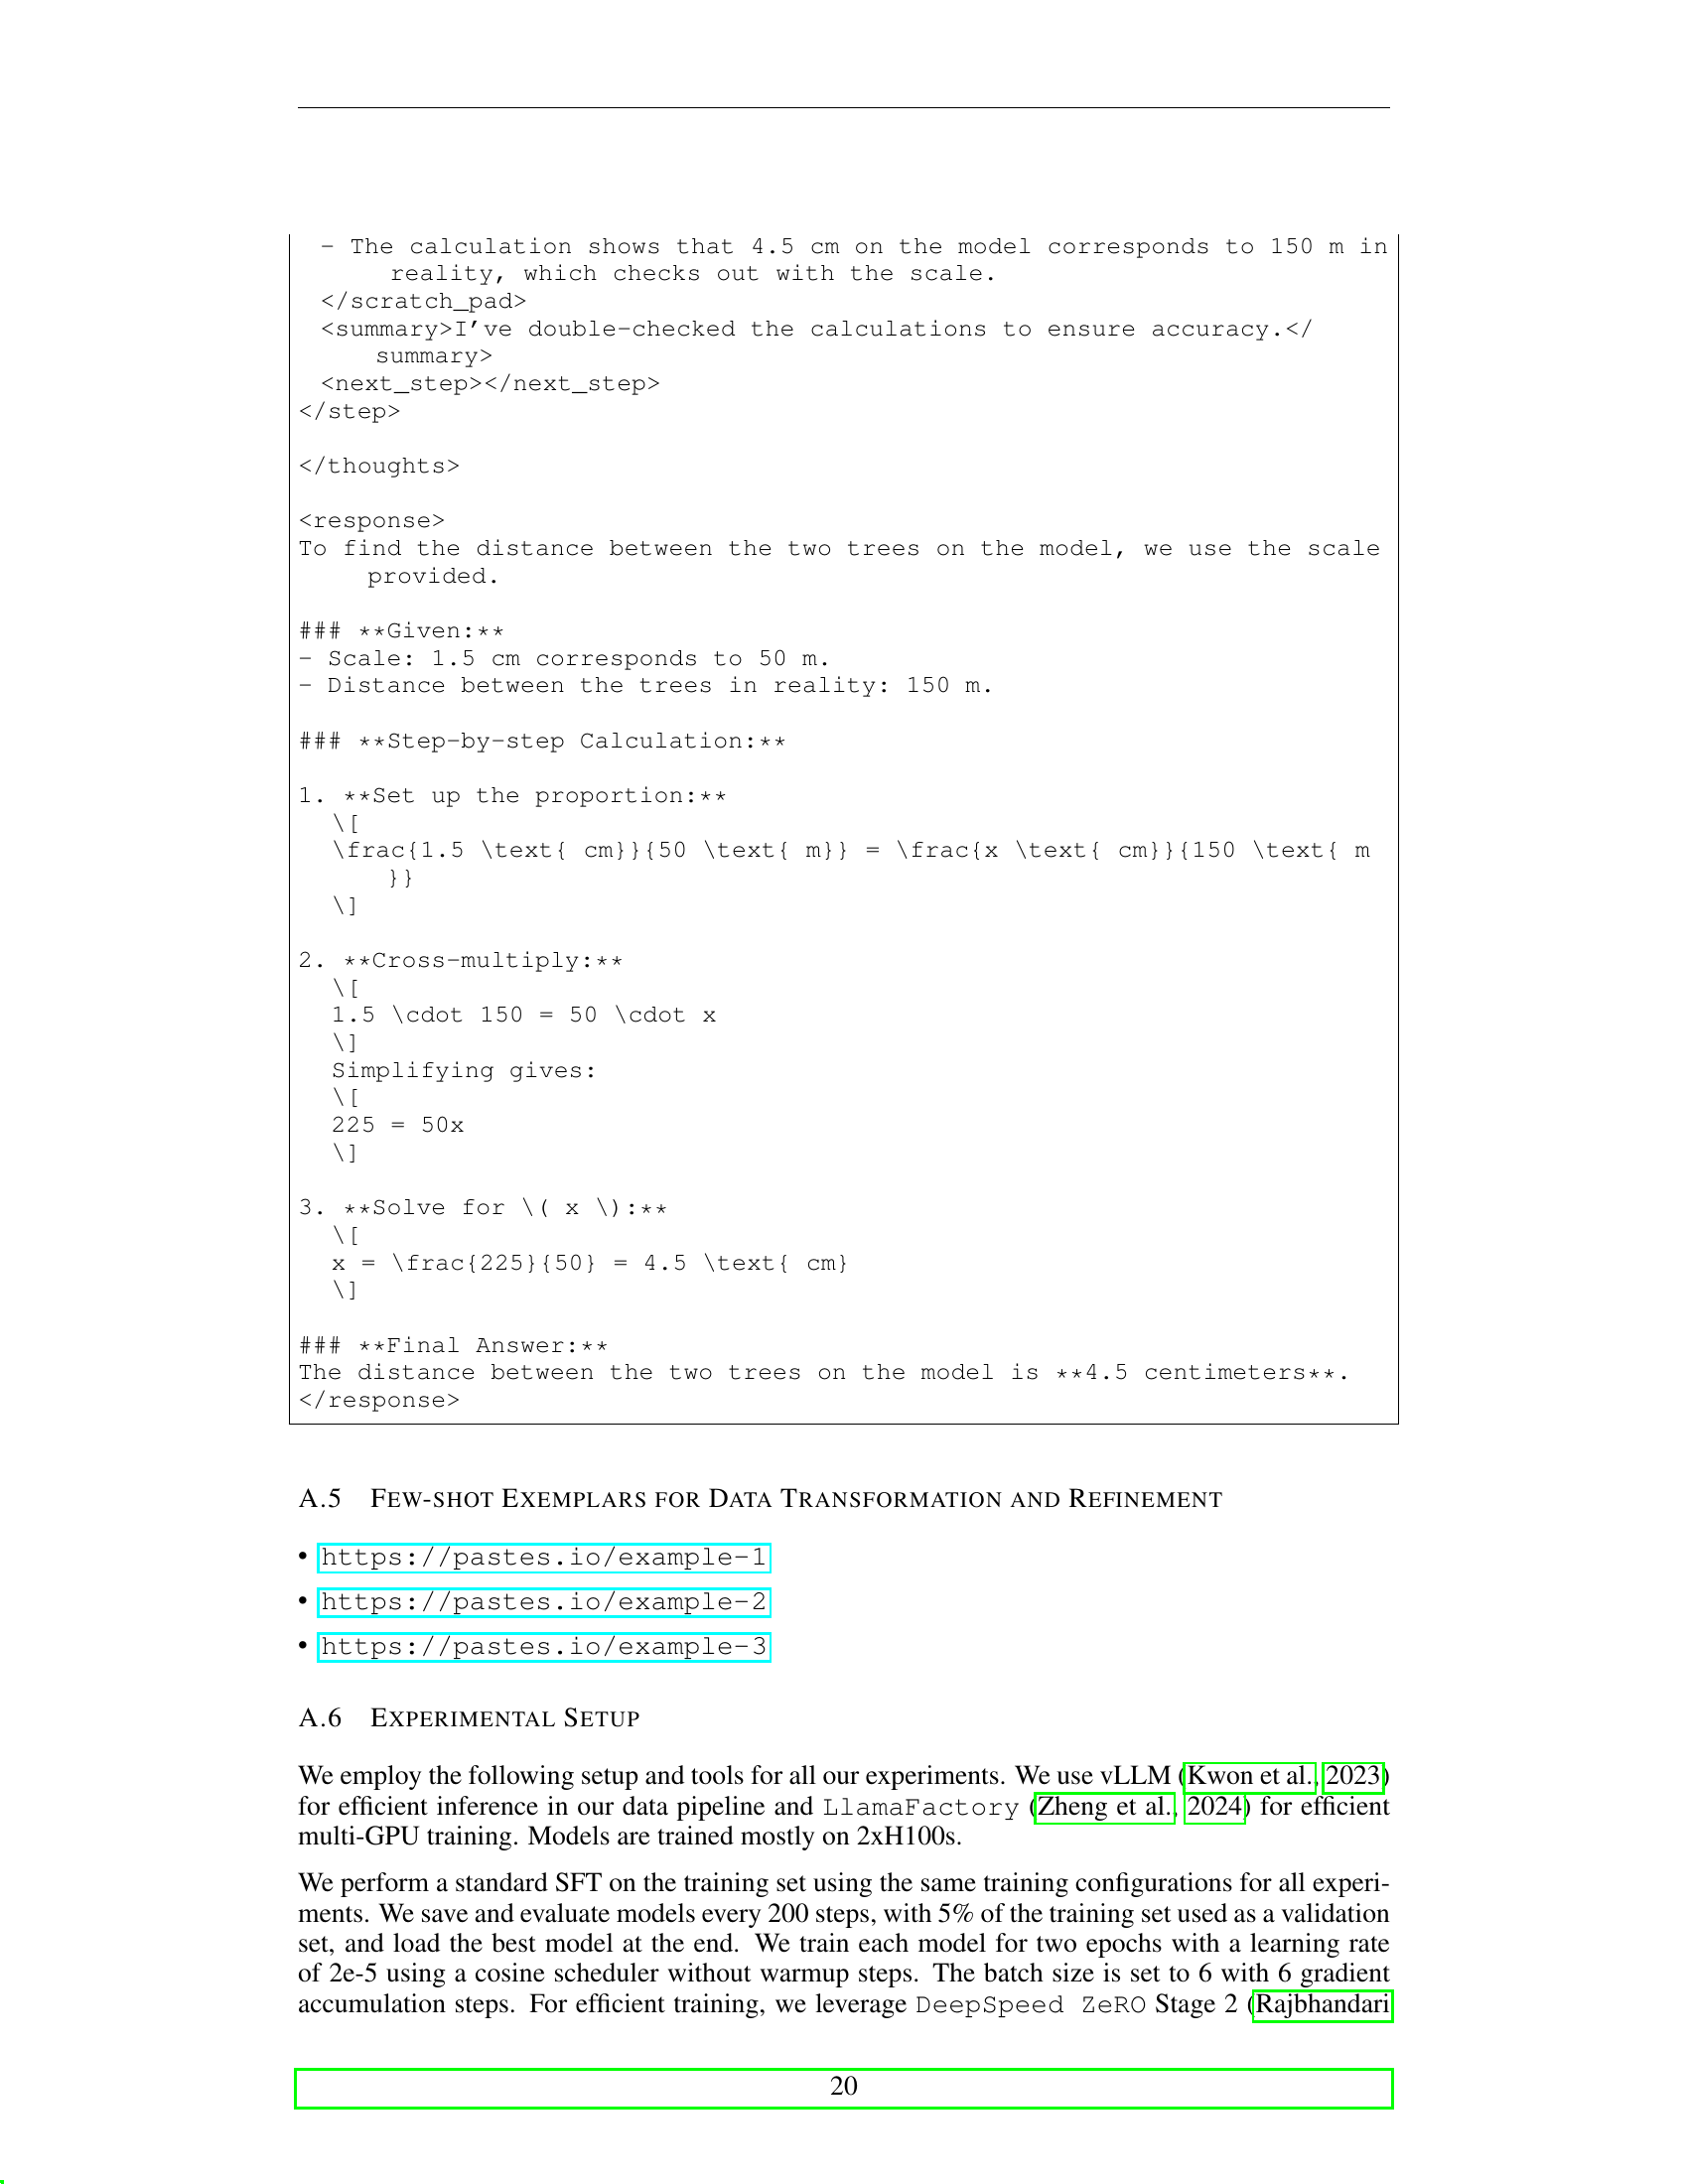 - The calculation shows that 4.5 cm on the model corresponds to 150 m in
reality, which checks out with the scale.
</scratch_pad>
<summary>I've double-checked the calculations to ensure accuracy.</
summary>
<next_step></next_step>
</step>
</thoughts>
<response>
To find the distance between the two trees on the model, we use the scale
provided.
### **Given:**
- Scale: 1.5 cm corresponds to 50 m.
- Distance between the trees in reality: 150 m.
### **Step-by-step Calculation:**
1. **Set up the proportion:**
\[
\frac{1.5 \text{ cm}}{50 \text{ m}} = \frac{x \text{ cm}}{150 \text{ m
}}
\]
2. **Cross-multiply:**
\[
1.5 \cdot 150 = 50 \cdot x
\]
Simplifying gives:
\[
225 = 50x
\]
3. **Solve for \( x \):**
\[
x = \frac{225}{50} = 4.5 \text{ cm}
\]
### **Final Answer:**
The distance between the two trees on the model is **4.5 centimeters**.
</response>
A.5 FEW-SHOT EXEMPLARS FOR DATA TRANSFORMATION AND REFINEMENT
• https://pastes.io/example-1
• https://pastes.io/example-2
• https://pastes.io/example-3
A.6 EXPERIMENTAL SETUP
We employ the following setup and tools for all our experiments. We use vLLM (Kwon et al., 2023)
for efficient inference in our data pipeline and LlamaFactory (Zheng et al., 2024) for efficient
multi-GPU training. Models are trained mostly on 2xH100s.
We perform a standard SFT on the training set using the same training configurations for all experi-
ments. We save and evaluate models every 200 steps, with 5% of the training set used as a validation
set, and load the best model at the end. We train each model for two epochs with a learning rate
of 2e-5 using a cosine scheduler without warmup steps. The batch size is set to 6 with 6 gradient
accumulation steps. For efficient training, we leverage DeepSpeed ZeRO Stage 2 (Rajbhandari
20